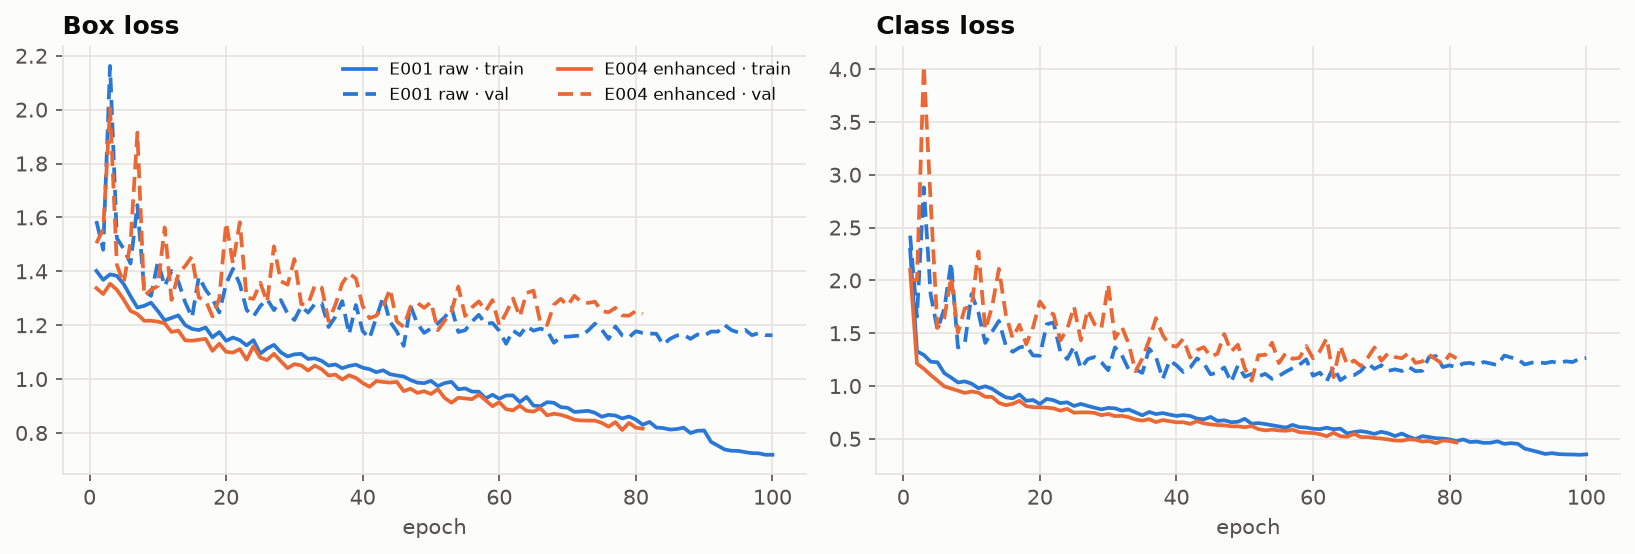 Box loss
2.2
2.0
1.8
1.6
1.4
1.2
1.0
0.8
0 20 40 60 80 100
epoch
E001 raw · train
E001 raw · val
E004 enhanced · train
E004 enhanced · val
Class loss
4.0
3.5
3.0
2.5
2.0
1.5
1.0
0.5
0 20 40 60 80 100
epoch